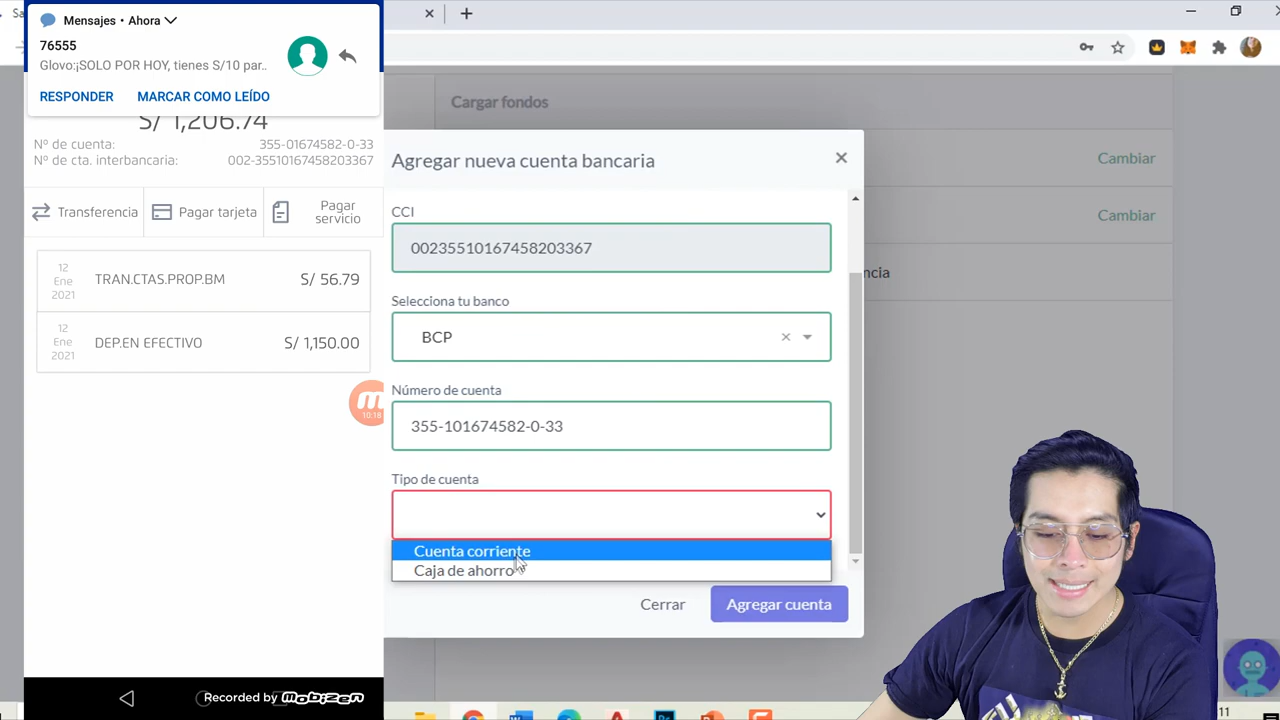 Mensajes • Ahora
76555
Glovo:¡SOLO POR HOY, tienes S/10 par..
RESPONDER MARCAR COMO LEÍDO
S/ 1,206.74
Nº de cuenta: 355-01674582-0-33
Nº de cta. interbancaria: 002-35510167458203367
Transferencia
Pagar tarjeta
Pagar
servicio
12
Ene
2021
TRAN.CTAS.PROP.BM S/ 56.79
12
Ene
2021
DEP.EN EFECTIVO S/ 1,150.00
10:18
Recorded by mobizen
Cargar fondos
Cambiar
Cambiar
ncia
Agregar nueva cuenta bancaria
CCI
00235510167458203367
Selecciona tu banco
BCP
Número de cuenta
355-101674582-0-33
Tipo de cuenta
Cuenta corriente
Caja de ahorro
Cerrar
Agregar cuenta
11